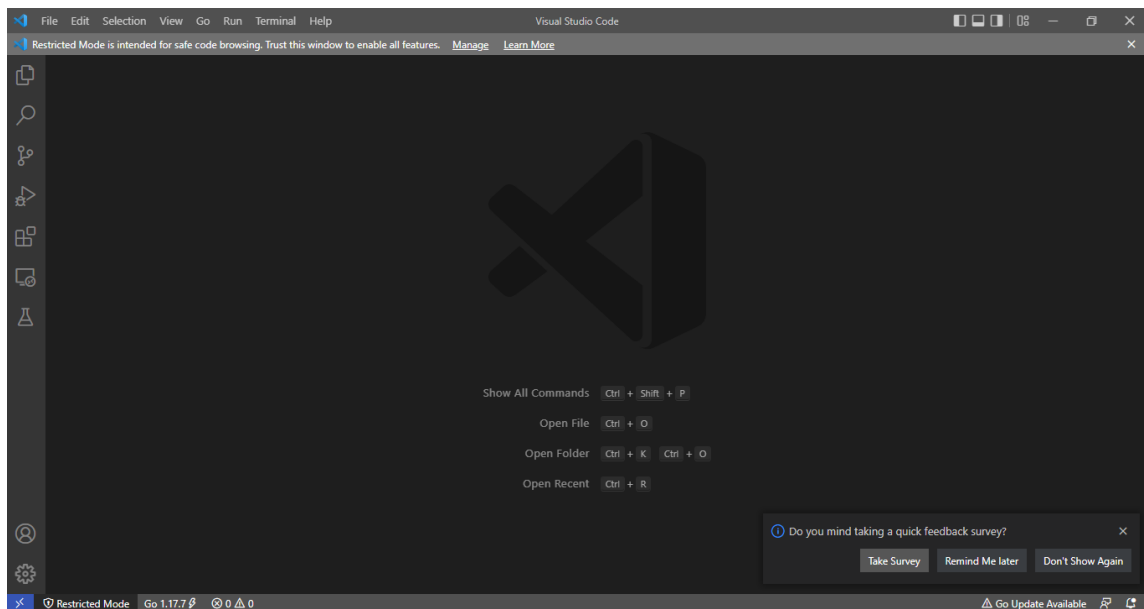 File Edit Selection View Go Run Terminal Help Visual Studio Code
Restricted Mode is intended for safe code browsing. Trust this window to enable all features. Manage Learn More
Show All Commands Ctrl + Shift + P
Open File Ctrl + O
Open Folder Ctrl + K Ctrl + O
Open Recent Ctrl + R
Do you mind taking a quick feedback survey?
Take Survey Remind Me later Don't Show Again
Restricted Mode Go 1.17.7 0 0 Go Update Available